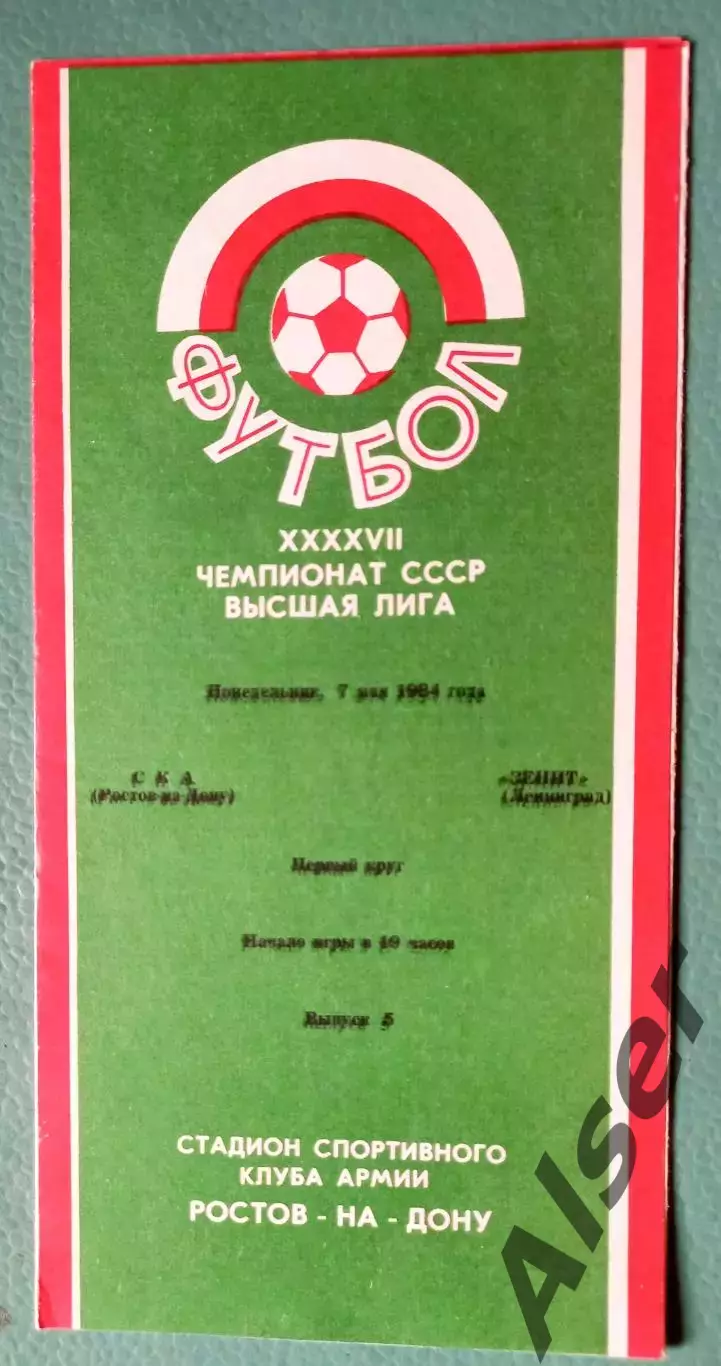 ФУТБОЛ
XXXXVII
ЧЕМПИОНАТ СССР
ВЫСШАЯ ЛИГА
Понедельник, 7 мая 1984 года
С К А
(Ростов-на-Дону)
«ЗЕНИТ»
(Ленинград)
Первый круг
Начало игры в 19 часов
Выпуск 5
СТАДИОН СПОРТИВНОГО
КЛУБА АРМИИ
РОСТОВ - НА - ДОНУ
Alser